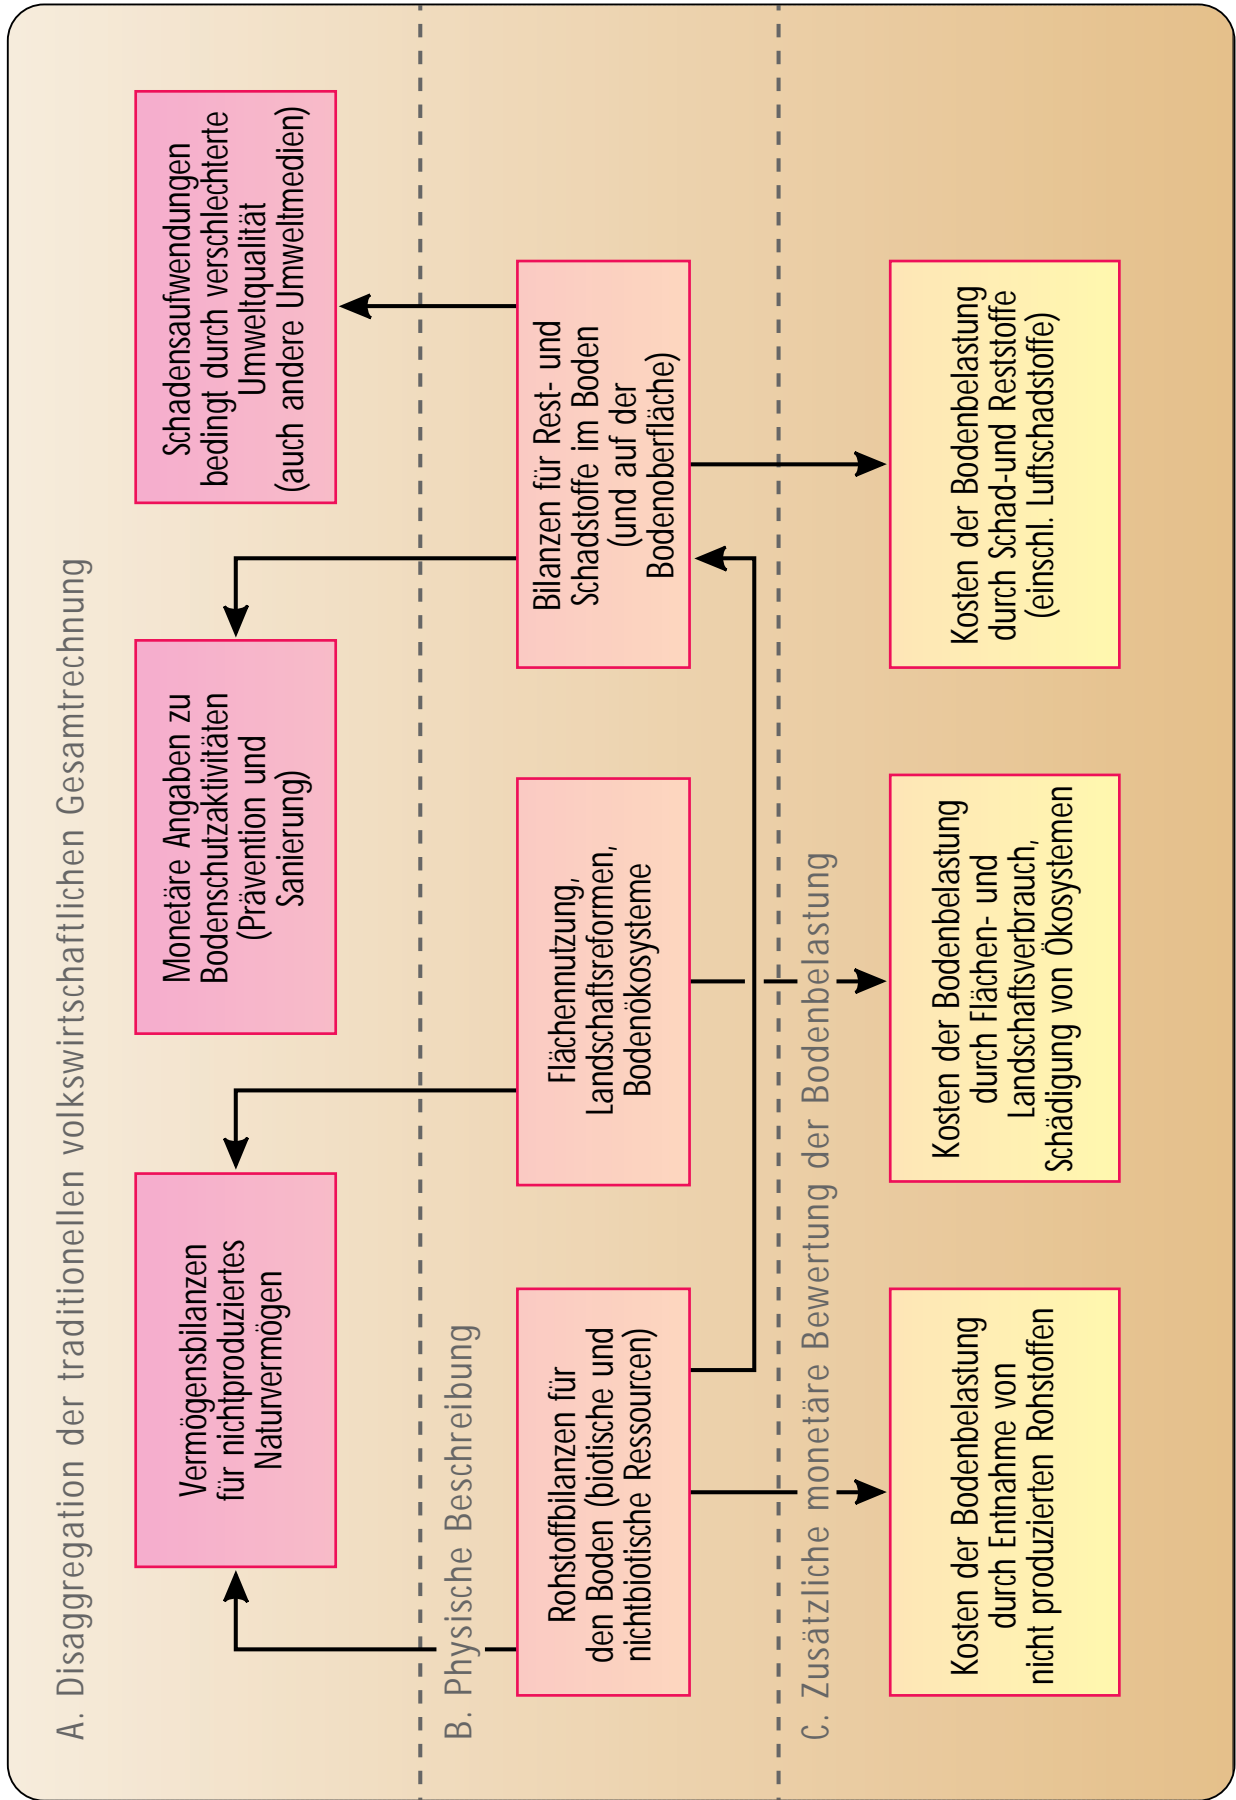 A. Disaggregation der traditionellen volkswirtschaftlichen Gesamtrechnung
Vermögensbilanzen
für nichtproduziertes
Naturvermögen
Monetäre Angaben zu
Bodenschutzaktivitäten
(Prävention und
Sanierung)
Schadensaufwendungen
bedingt durch verschlechterte
Umweltqualität
(auch andere Umweltmedien)
B. Physische Beschreibung
Rohstoffbilanzen für
den Boden (biotische und
nichtbiotische Ressourcen)
Flächennutzung,
Landschaftsreformen,
Bodenökosysteme
Bilanzen für Rest- und
Schadstoffe im Boden
(und auf der
Bodenoberfläche)
C. Zusätzliche monetäre Bewertung der Bodenbelastung
Kosten der Bodenbelastung
durch Entnahme von
nicht produzierten Rohstoffen
Kosten der Bodenbelastung
durch Flächen- und
Landschaftsverbrauch,
Schädigung von Ökosystemen
Kosten der Bodenbelastung
durch Schad-und Reststoffe
(einschl. Luftschadstoffe)